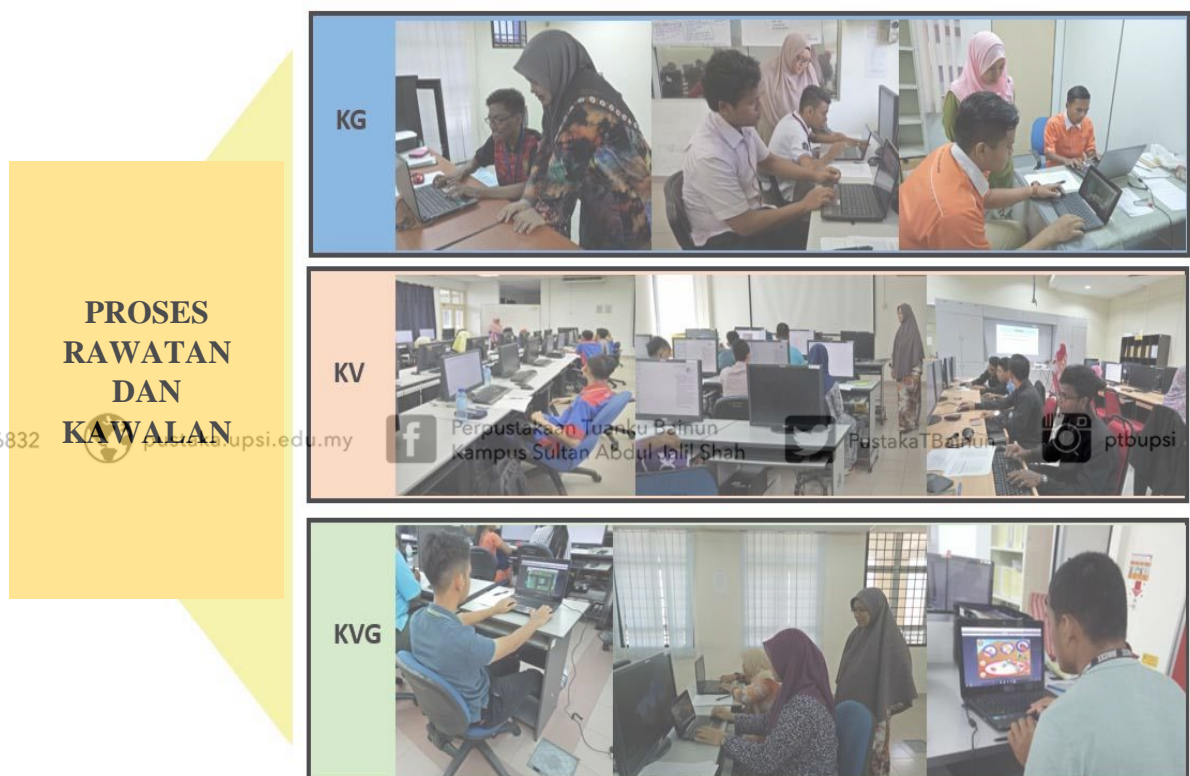 PROSES
RAWATAN
DAN
KAWALAN
KG
KV
KVG
6832
pustaka.upsi.edu.my
Perpustakaan Tuanku Bainun
Kampus Sultan Abdul Jalil Shah
PustakaTBainun
ptbupsi